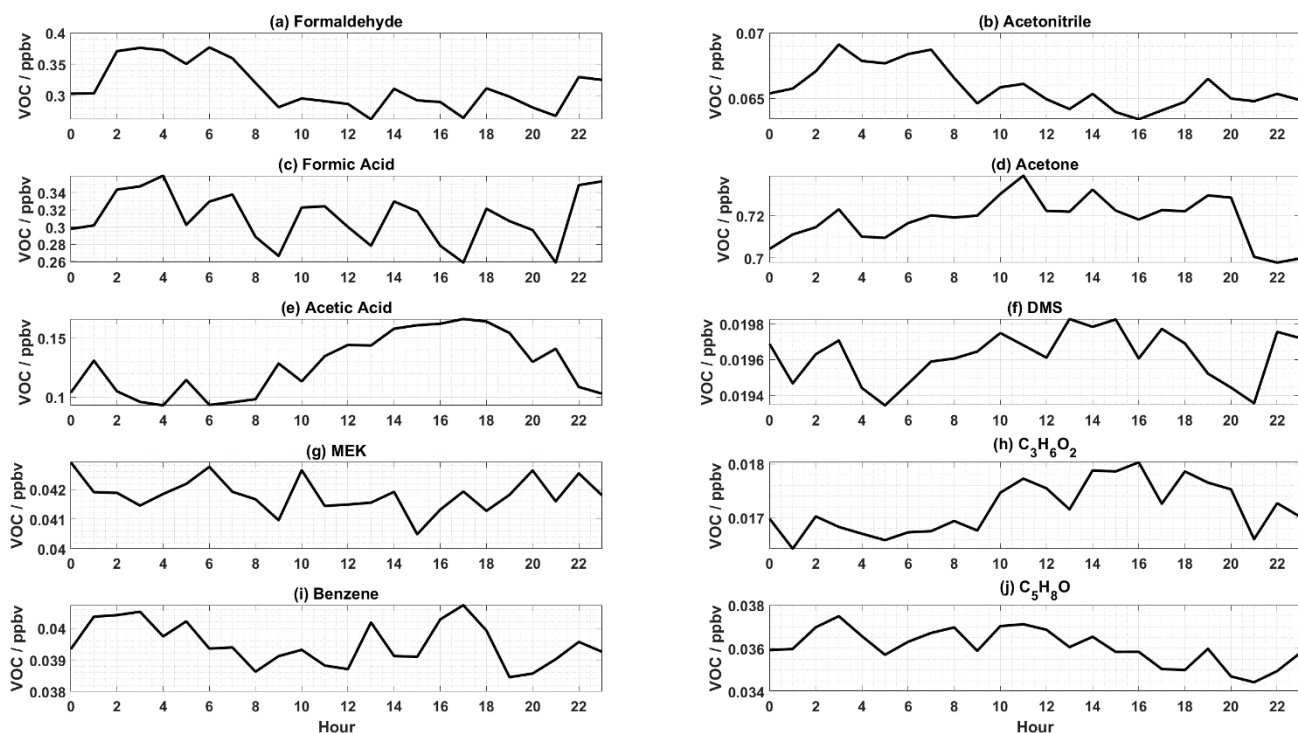 (a) Formaldehyde
VOC / ppbv
0.4
0.35
0.3
0 2 4 6 8 10 12 14 16 18 20 22
(b) Acetonitrile
VOC / ppbv
0.07
0.065
0 2 4 6 8 10 12 14 16 18 20 22
(c) Formic Acid
VOC / ppbv
0.34
0.32
0.3
0.28
0.26
0 2 4 6 8 10 12 14 16 18 20 22
(d) Acetone
VOC / ppbv
0.72
0.7
0 2 4 6 8 10 12 14 16 18 20 22
(e) Acetic Acid
VOC / ppbv
0.15
0.1
0 2 4 6 8 10 12 14 16 18 20 22
(f) DMS
VOC / ppbv
0.0198
0.0196
0.0194
0 2 4 6 8 10 12 14 16 18 20 22
(g) MEK
VOC / ppbv
0.042
0.041
0.04
0 2 4 6 8 10 12 14 16 18 20 22
(h) C3H6O2
VOC / ppbv
0.018
0.017
0 2 4 6 8 10 12 14 16 18 20 22
(i) Benzene
VOC / ppbv
0.04
0.039
0.038
0 2 4 6 8 10 12 14 16 18 20 22
Hour
(j) C5H8O
VOC / ppbv
0.038
0.036
0.034
0 2 4 6 8 10 12 14 16 18 20 22
Hour